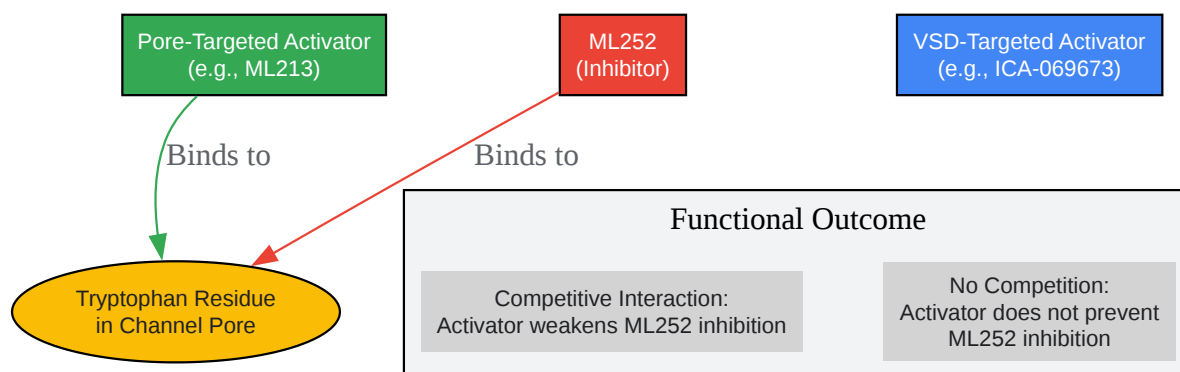 Pore-Targeted Activator
(e.g., ML213)
ML252
(Inhibitor)
VSD-Targeted Activator
(e.g., ICA-069673)
Binds to
Binds to
Functional Outcome
Tryptophan Residue
in Channel Pore
Competitive Interaction:
Activator weakens ML252 inhibition
No Competition:
Activator does not prevent
ML252 inhibition